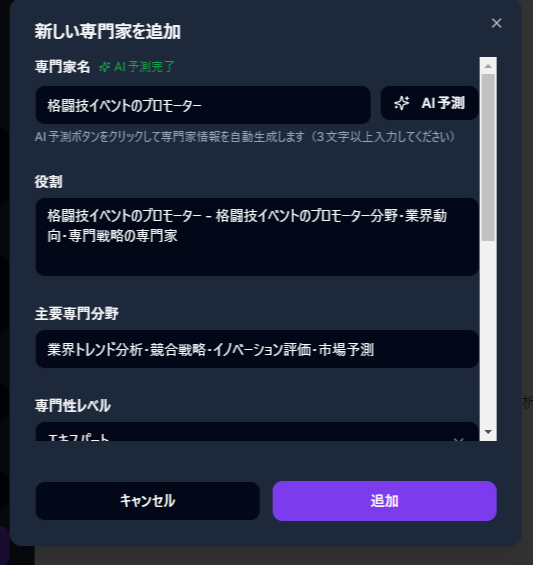 新しい専門家を追加
専門家名 AI予測完了
格闘技イベントのプロモーター
AI予測
AI予測ボタンをクリックして専門家情報を自動生成します（3文字以上入力してください）
役割
格闘技イベントのプロモーター - 格闘技イベントのプロモーター分野・業界動
向・専門戦略の専門家
主要専門分野
業界トレンド分析・競合戦略・イノベーション評価・市場予測
専門性レベル
エキスパート
析
キャンセル
追加